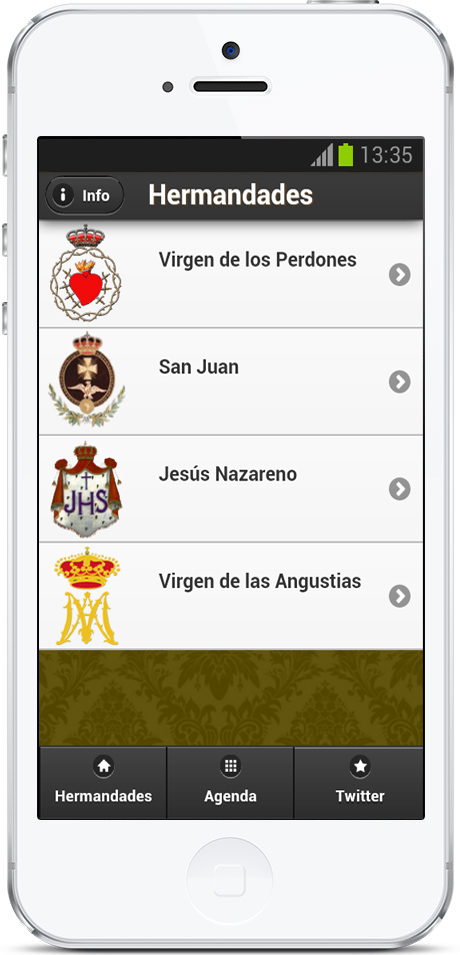 13:35
Info
Hermandades
Virgen de los Perdones
San Juan
JHS
Jesús Nazareno
Virgen de las Angustias
Hermandades
Agenda
Twitter